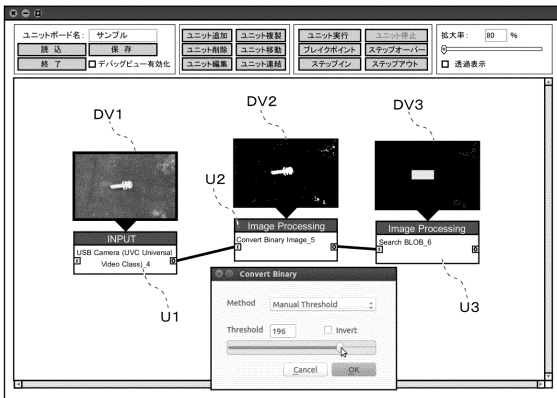 ユニットボード名: サンプル
読 込 保 存
終 了 デバッグビュー有効化
ユニット追加 ユニット複製
ユニット削除 ユニット移動
ユニット編集 ユニット連結
ユニット実行 ユニット停止
ブレイクポイント ステップオーバー
ステップイン ステップアウト
拡大率: 80 %
透過表示
DV1
DV2
DV3
U2
INPUT
USB Camera (UVC Universal
Video Class)_4
I O
Image Processing
Convert Binary Image_5
I O
Image Processing
Search BLOB_6
I O
U1
U3
Convert Binary
Method Manual Threshold
Threshold 196 Invert
Cancel OK